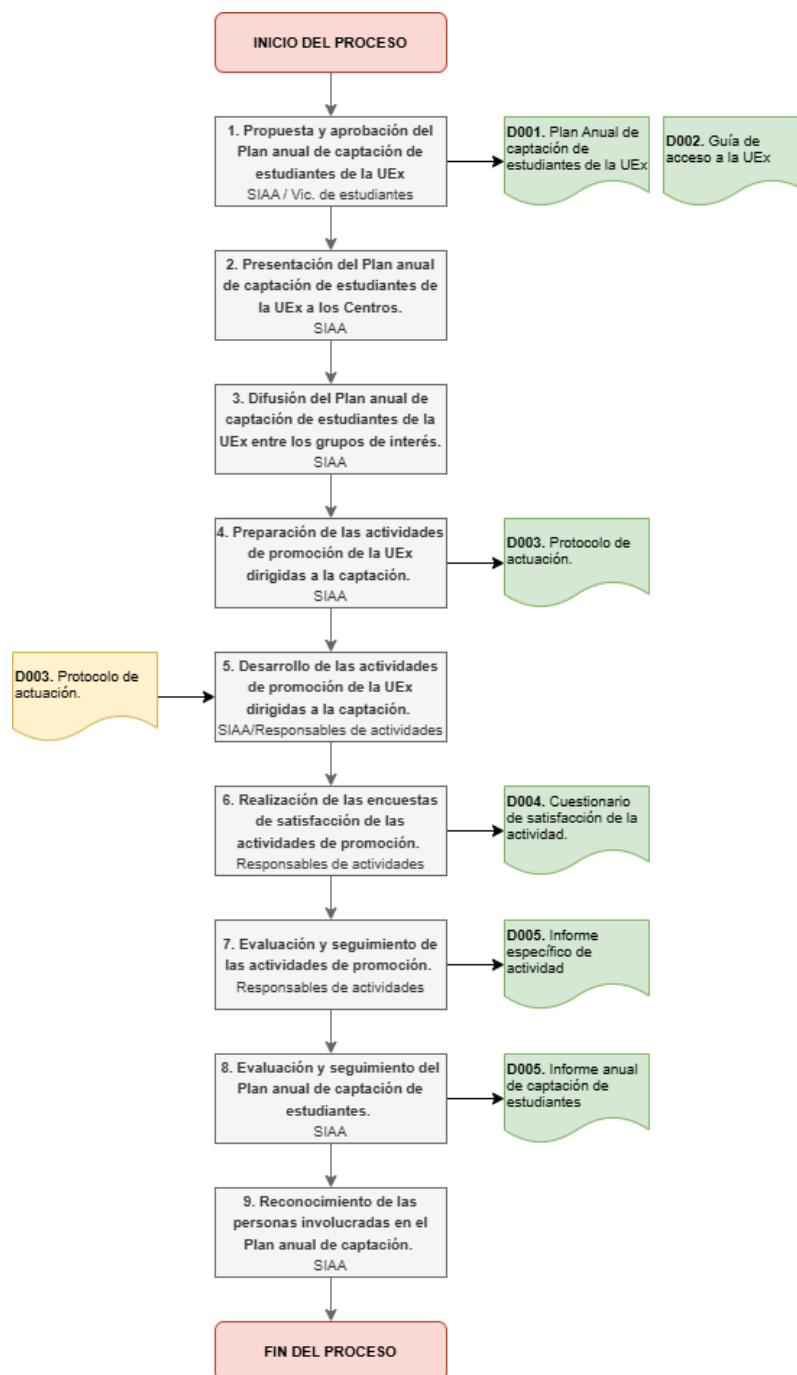 INICIO DEL PROCESO
1. Propuesta y aprobación del
Plan anual de captación de
estudiantes de la UEx
SIAA / Vic. de estudiantes
D001. Plan Anual de
captación de
estudiantes de la UEx
D002. Guía de
acceso a la UEx
2. Presentación del Plan anual
de captación de estudiantes de
la UEx a los Centros.
SIAA
3. Difusión del Plan anual de
captación de estudiantes de la
UEx entre los grupos de interés.
SIAA
4. Preparación de las actividades
de promoción de la UEx
dirigidas a la captación.
SIAA
D003. Protocolo de
actuación.
D003. Protocolo de
actuación.
5. Desarrollo de las actividades
de promoción de la UEx
dirigidas a la captación.
SIAA/Responsables de actividades
6. Realización de las encuestas
de satisfacción de las
actividades de promoción.
Responsables de actividades
D004. Cuestionario
de satisfacción de la
actividad.
7. Evaluación y seguimiento de
las actividades de promoción.
Responsables de actividades
D005. Informe
específico de
actividad
8. Evaluación y seguimiento del
Plan anual de captación de
estudiantes.
SIAA
D005. Informe anual
de captación de
estudiantes
9. Reconocimiento de las
personas involucradas en el
Plan anual de captación.
SIAA
FIN DEL PROCESO